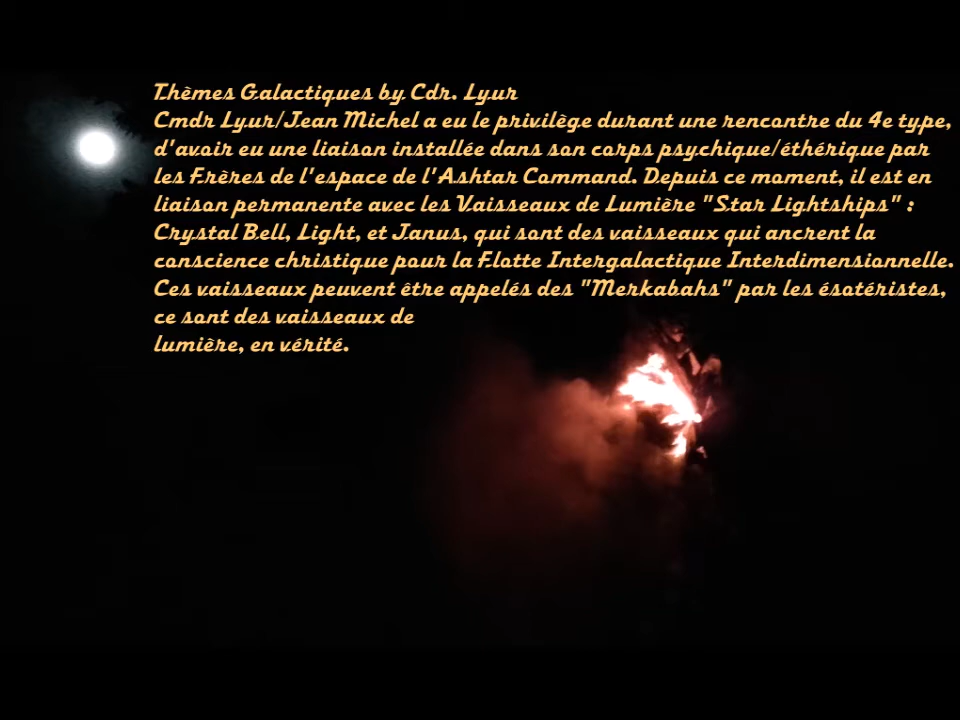 Thèmes Galactiques by Cdr. Lyur
Cmdr Lyur/Jean Michel a eu le privilège durant une rencontre du 4e type,
d'avoir eu une liaison installée dans son corps psychique/éthérique par
les Frères de l'espace de l'Ashtar Command. Depuis ce moment, il est en
liaison permanente avec les Vaisseaux de Lumière "Star Lightships" :
Crystal Bell, Light, et Janus, qui sont des vaisseaux qui ancrent la
conscience christique pour la Flotte Intergalactique Interdimensionnelle.
Ces vaisseaux peuvent être appelés des "Merkabahs" par les ésotéristes,
ce sont des vaisseaux de
lumière, en vérité.